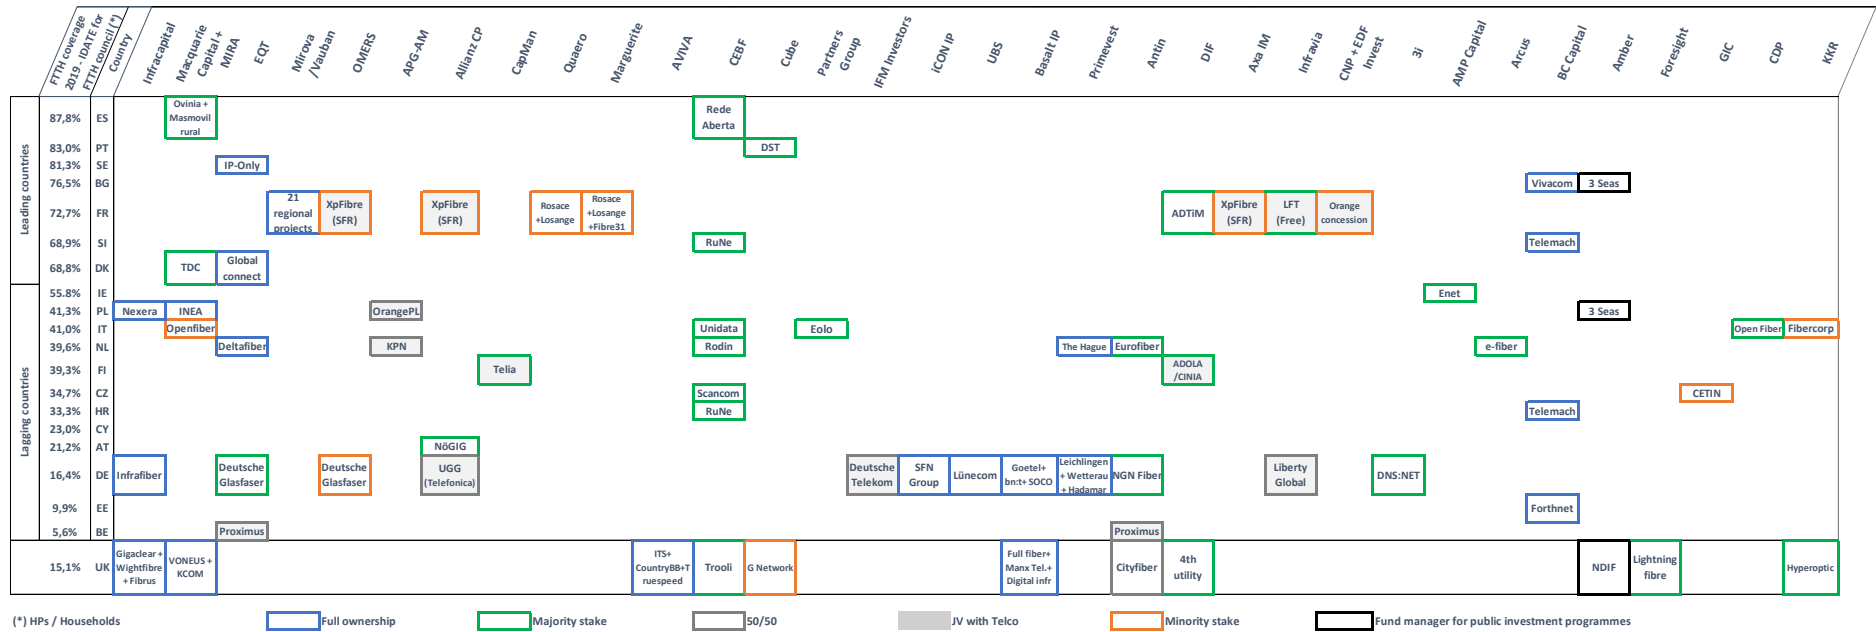 FTTH coverage
2019 - IDATE for
FTTH council (*)
Country
Infracapital
Macquarie
Capital +
MIRA
EQT
Mirova
/Vauban
OMERS
APG-AM
Allianz CP
CapMan
Quaero
Marguerite
AVIVA
CEBF
Cube
Partners
Group
IFM Investors
iCON IP
UBS
Basalt IP
Primevest
Antin
DIF
Axa IM
Infravia
CNP + EDF
Invest
3i
AMP Capital
Arcus
BC Capital
Amber
Foresight
GIC
CDP
KKR
Leading countries
87,8% ES
Ovinia +
Masmovil
rural
Rede
Aberta
83,0% PT DST
81,3% SE IP-Only
76,5% BG Vivacom 3 Seas
72,7% FR
21
regional
projects
XpFibre
(SFR)
XpFibre
(SFR)
Rosace
+Losange
Rosace
+Losange
+Fibre31
ADTiM
XpFibre
(SFR)
LFT
(Free)
Orange
concession
68,9% SI RuNe Telemach
68,8% DK TDC
Global
connect
Lagging countries
55.8% IE Enet
41,3% PL Nexera INEA OrangePL 3 Seas
41,0% IT Openfiber Unidata Eolo Open Fiber Fibercorp
39,6% NL Deltafiber KPN Rodin The Hague Eurofiber e-fiber
39,3% FI Telia
ADOLA
/CINIA
34,7% CZ Scancom CETIN
33,3% HR RuNe Telemach
23,0% CY
21,2% AT NöGIG
16,4% DE Infrafiber
Deutsche
Glasfaser
Deutsche
Glasfaser
UGG
(Telefonica)
Deutsche
Telekom
SFN
Group
Lünecom
Goetel+
bn:t+ SOCO
Leichlingen
+ Wetterau
+ Hadamar
NGN Fiber
Liberty
Global
DNS:NET
9,9% EE Forthnet
5,6% BE Proximus Proximus
15,1% UK
Gigaclear +
Wightfibre
+ Fibrus
VONEUS +
KCOM
ITS+
CountryBB+T
ruespeed
Trooli
G Network
Full fiber+
Manx Tel.+
Digital infr
Cityfiber
4th
utility
NDIF
Lightning
fibre
Hyperoptic
(*) HPs / Households
Full ownership
Majority stake
50/50
JV with Telco
Minority stake
Fund manager for public investment programmes